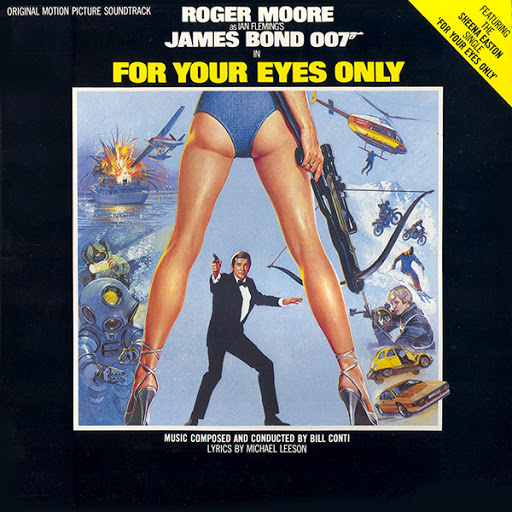 ORIGINAL MOTION PICTURE SOUNDTRACK
ROGER MOORE
as IAN FLEMING'S
JAMES BOND 007
IN
FOR YOUR EYES ONLY
FEATURING
THE
SHEENA EASTON
SINGLE
"FOR YOUR EYES ONLY"
MUSIC COMPOSED AND CONDUCTED BY BILL CONTI
LYRICS BY MICHAEL LEESON